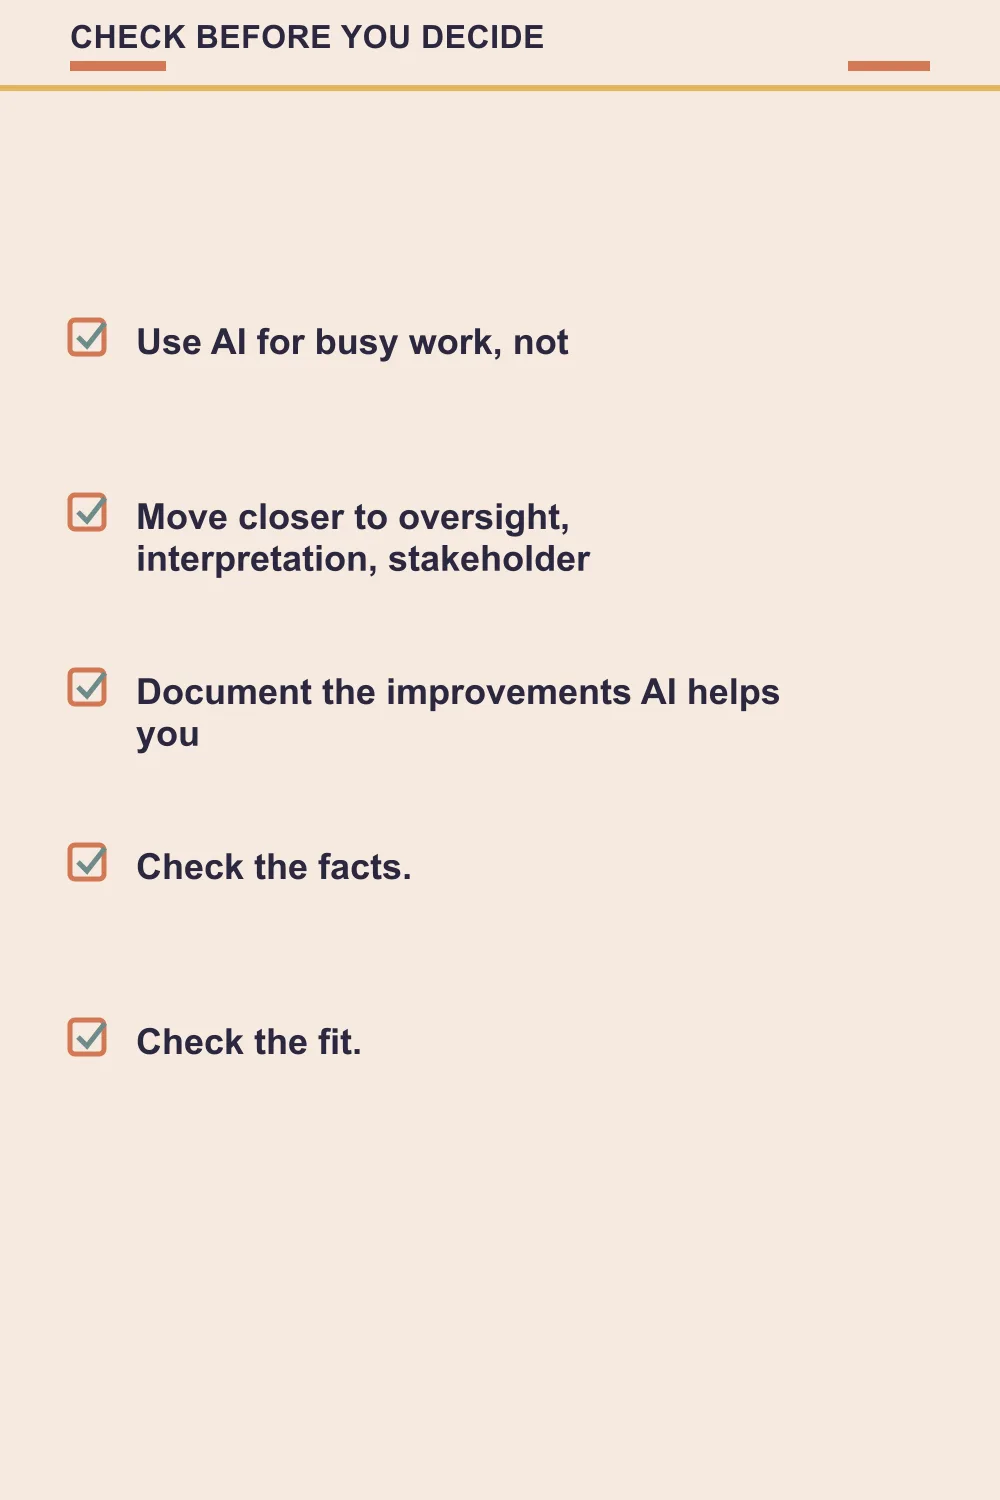 CHECK BEFORE YOU DECIDE
Use AI for busy work, not
Move closer to oversight,
interpretation, stakeholder
Document the improvements AI helps
you
Check the facts.
Check the fit.